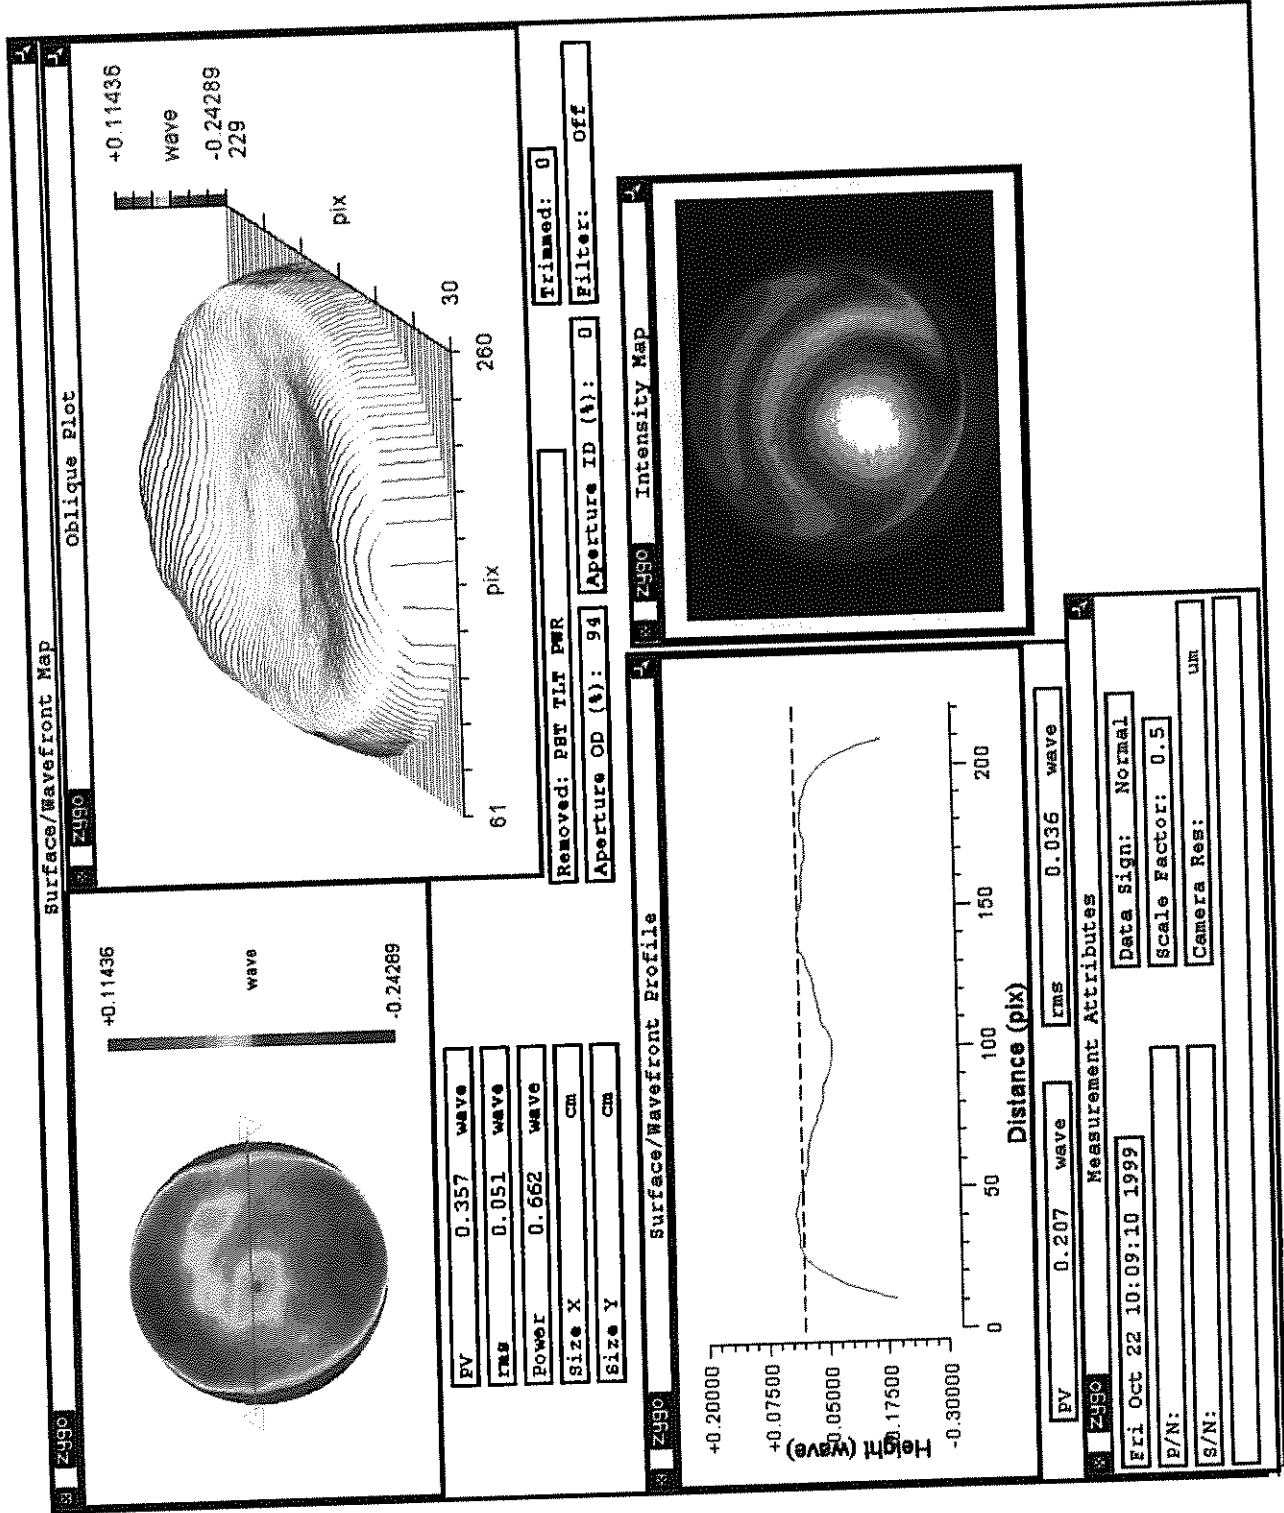 Surface/Wavefront Map
zygo
+0.11436
wave
-0.24289
PV 0.357 wave
rms 0.051 wave
Power 0.662 wave
Size X cm
Size Y cm
zygo
Oblique Plot
+0.11436
wave
-0.24289
229
pix
30
260
pix
61
Removed: PST TLT PWR
Trimmed: 0
Aperture OD (%): 94
Aperture ID (%): 0
Filter: Off
zygo
Surface/Wavefront Profile
+0.20000
+0.07500
-0.05000
-0.17500
-0.30000
Height (wave)
0
50
100
150
200
Distance (pix)
PV 0.207 wave
rms 0.036 wave
zygo
Intensity Map
zygo
Measurement Attributes
Fri Oct 22 10:09:10 1999
P/N:
S/N:
Data Sign: Normal
Scale Factor: 0.5
Camera Res: um